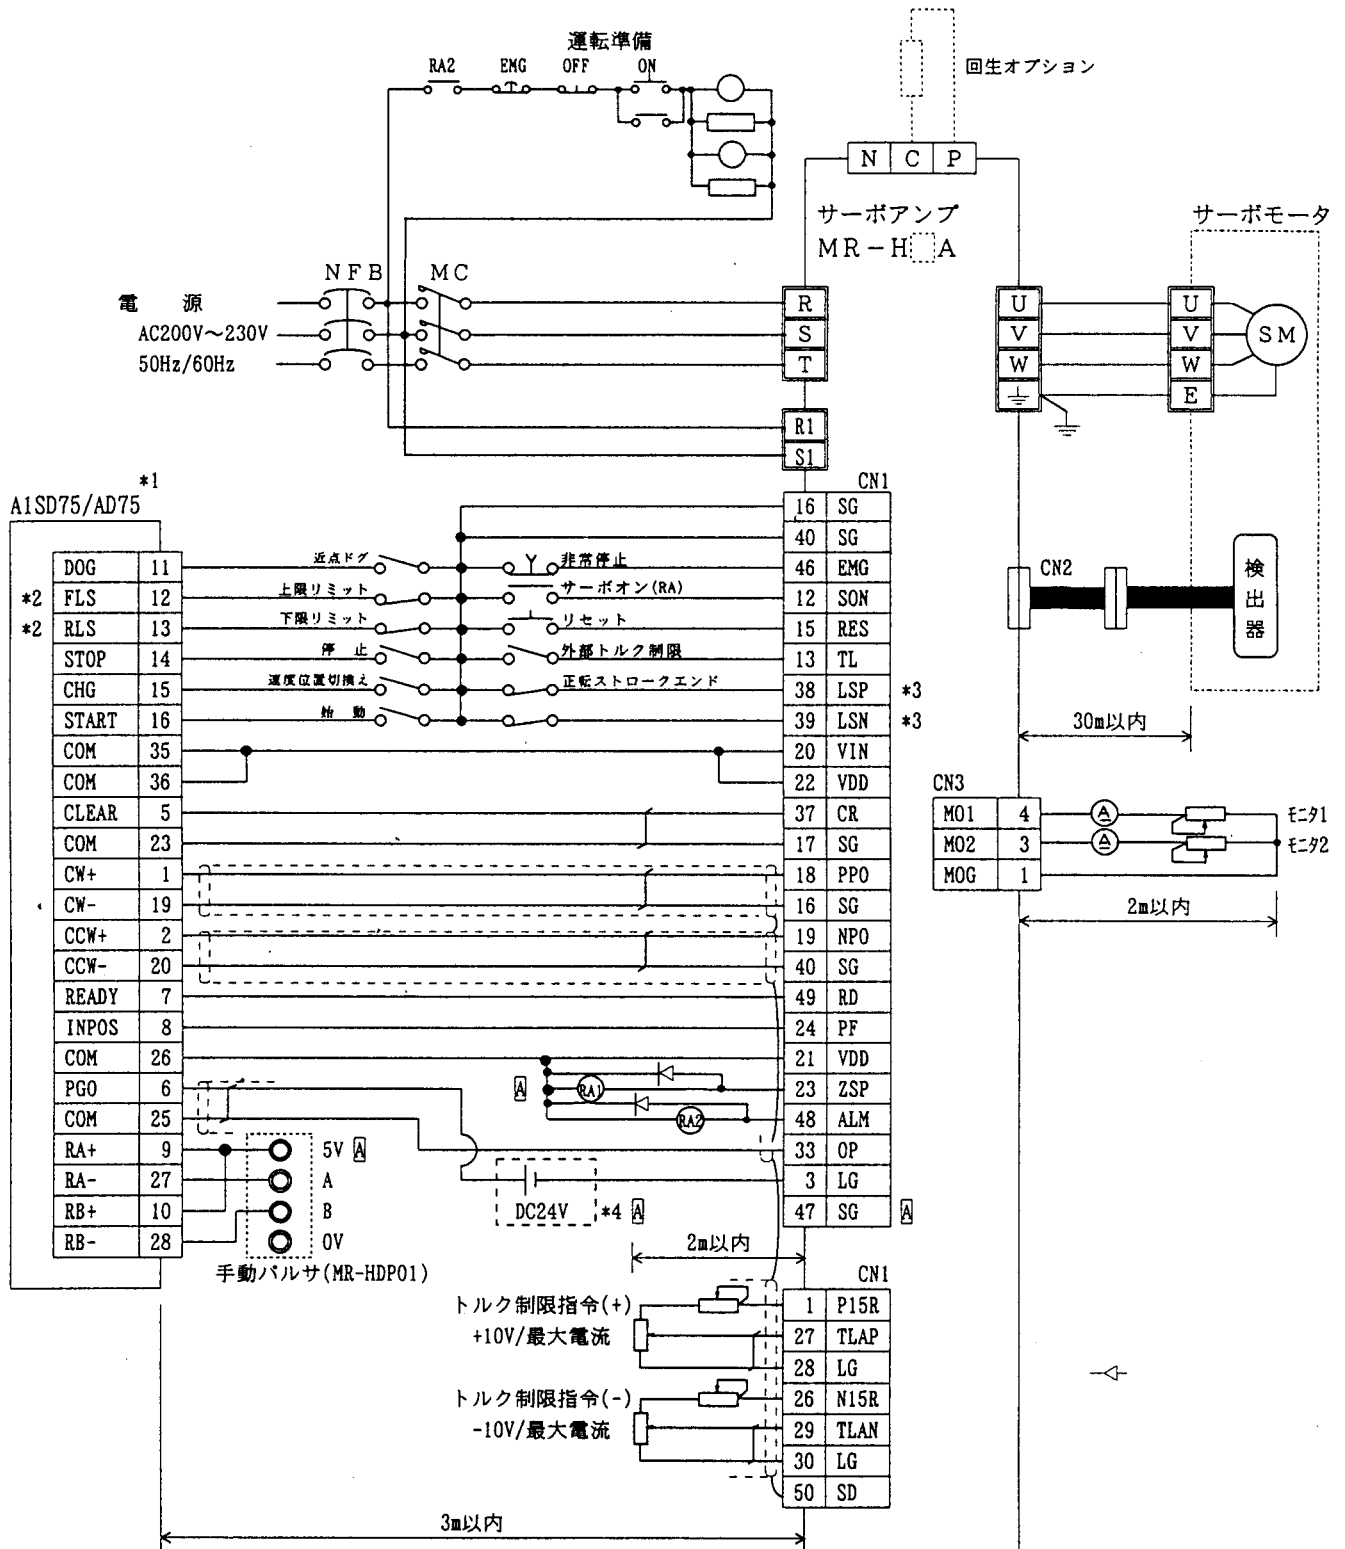 運転準備
RA2 EMG OFF ON
回生オプション
N C P
サーボアンプ
MR-H□A
サーボモータ
NFB MC
電 源
AC200V～230V
50Hz/60Hz
R
S
T
R1
S1
U
V
W
U
V
W
E
SM
*1
A1SD75/AD75
CN1
16 SG
40 SG
DOG 11 近点ドグ 非常停止 46 EMG
*2 FLS 12 上限リミット サーボオン(RA) 12 SON
*2 RLS 13 下限リミット リセット 15 RES
STOP 14 停 止 外部トルク制限 13 TL
CHG 15 速度位置切換え 正転ストロークエンド 38 LSP *3
START 16 始 動 39 LSN *3
COM 35 20 VIN
COM 36 22 VDD
CLEAR 5 37 CR
COM 23 17 SG
CW+ 1 18 PPO
CW- 19 16 SG
CCW+ 2 19 NPO
CCW- 20 40 SG
READY 7 49 RD
INPOS 8 24 PF
COM 26 21 VDD
PGO 6 A RA1 23 ZSP
COM 25 RA2 48 ALM
RA+ 9 5V A 33 OP
RA- 27 A 3 LG
RB+ 10 B DC24V *4 A 47 SG A
RB- 28 0V
手動パルサ(MR-HDP01)
2m以内
CN2
検出器
30m以内
CN3
MO1 4 A モニタ1
MO2 3 A モニタ2
MOG 1
2m以内
CN1
トルク制限指令(+) 1 P15R
+10V/最大電流 27 TLAP
28 LG
トルク制限指令(-) 26 N15R
-10V/最大電流 29 TLAN
30 LG
50 SD
3m以内